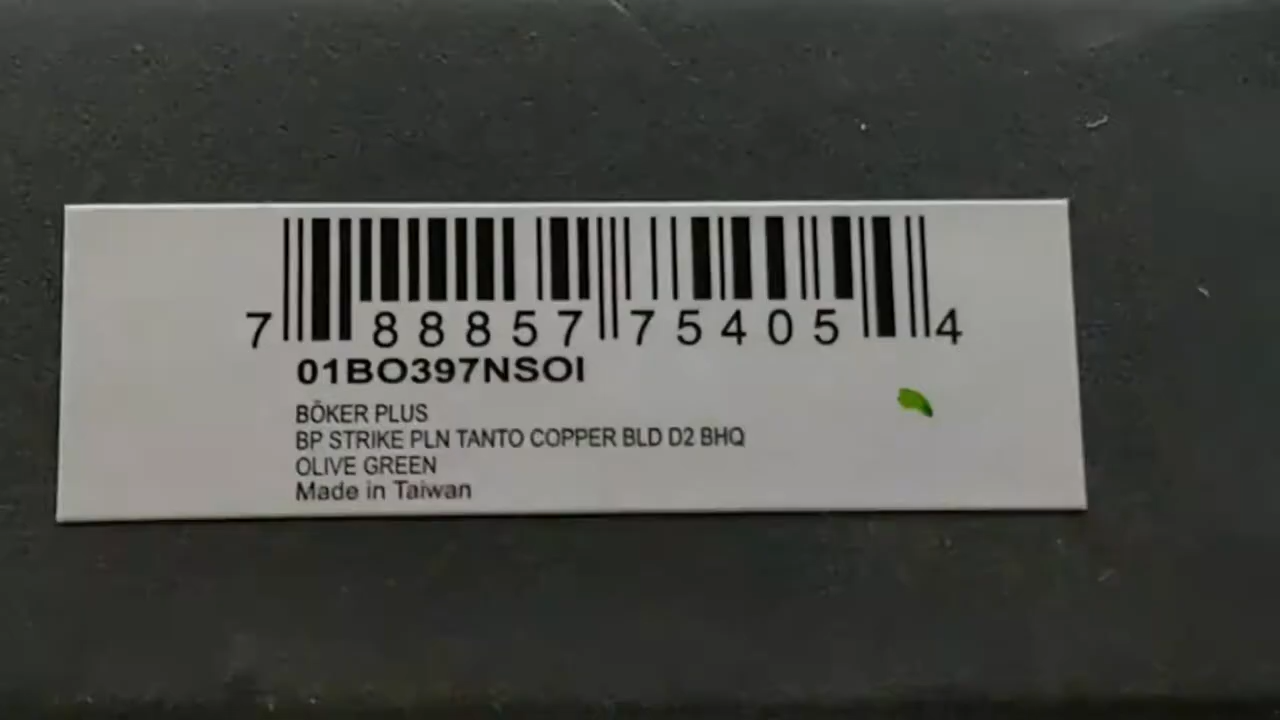 7 88857 75405 4
01BO397NSOI
BÖKER PLUS
BP STRIKE PLN TANTO COPPER BLD D2 BHQ
OLIVE GREEN
Made in Taiwan